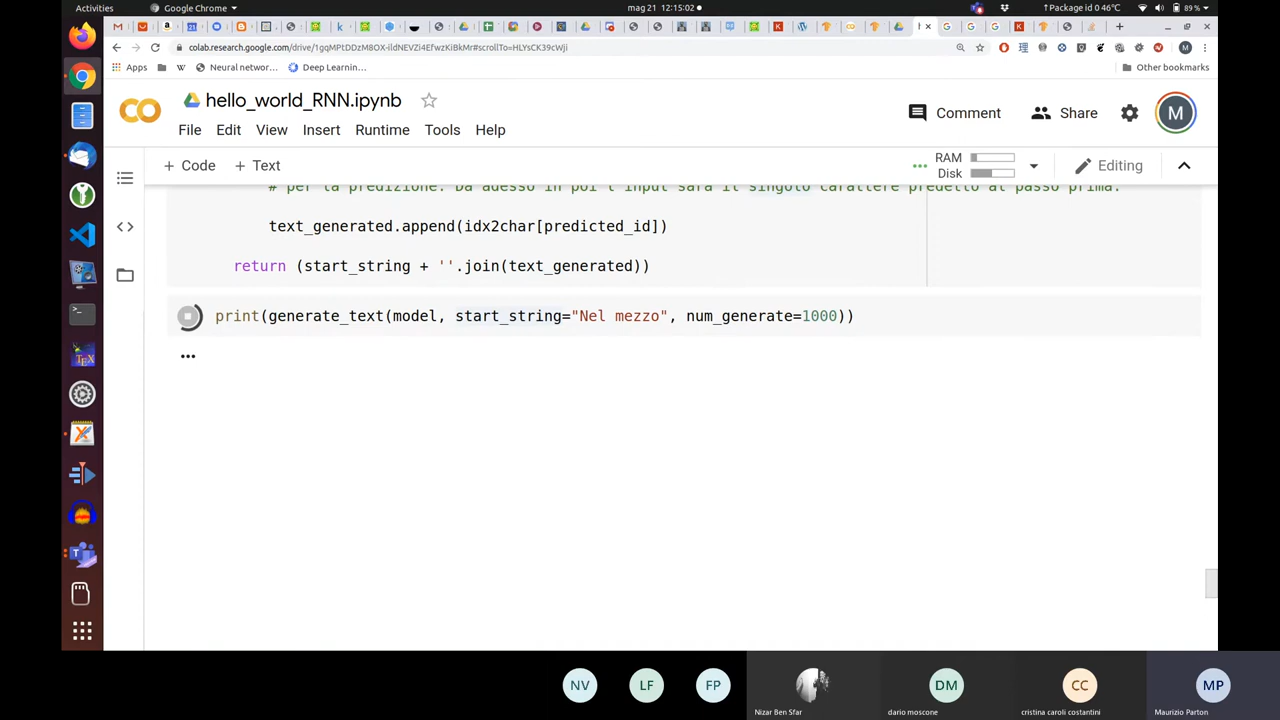 Activities
Google Chrome
mag 21 12:15:02
↑Package id 0 46°C
89 %
colab.research.google.com/drive/1gqMPtDDzM8OX-ildNEVZi4EfwzKiBkMr#scrollTo=HLYsCK39cWji
Apps
Neural networ…
Deep Learnin…
Other bookmarks
hello_world_RNN.ipynb
Comment
Share
M
File Edit View Insert Runtime Tools Help
+ Code + Text
RAM
Disk
Editing
# per la predizione. Da adesso in poi l'input sarà il singolo carattere predetto al passo prima.
text_generated.append(idx2char[predicted_id])
return (start_string + ''.join(text_generated))
print(generate_text(model, start_string="Nel mezzo", num_generate=1000))
NV
LF
FP
Nizar Ben Sfar
DM
dario moscone
CC
cristina caroli costantini
MP
Maurizio Parton